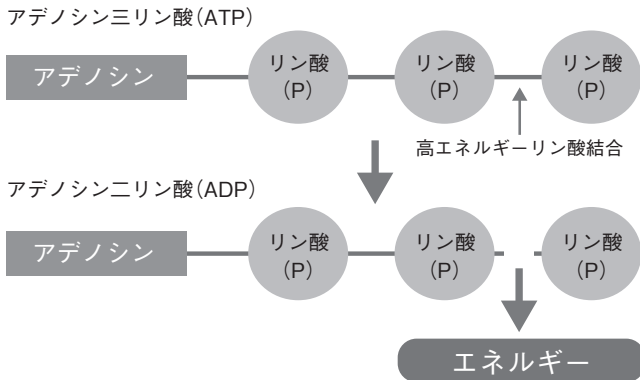 アデノシン三リン酸(ATP)
アデノシン
リン酸
(P)
リン酸
(P)
リン酸
(P)
高エネルギーリン酸結合
アデノシン二リン酸(ADP)
アデノシン
リン酸
(P)
リン酸
(P)
リン酸
(P)
エネルギー